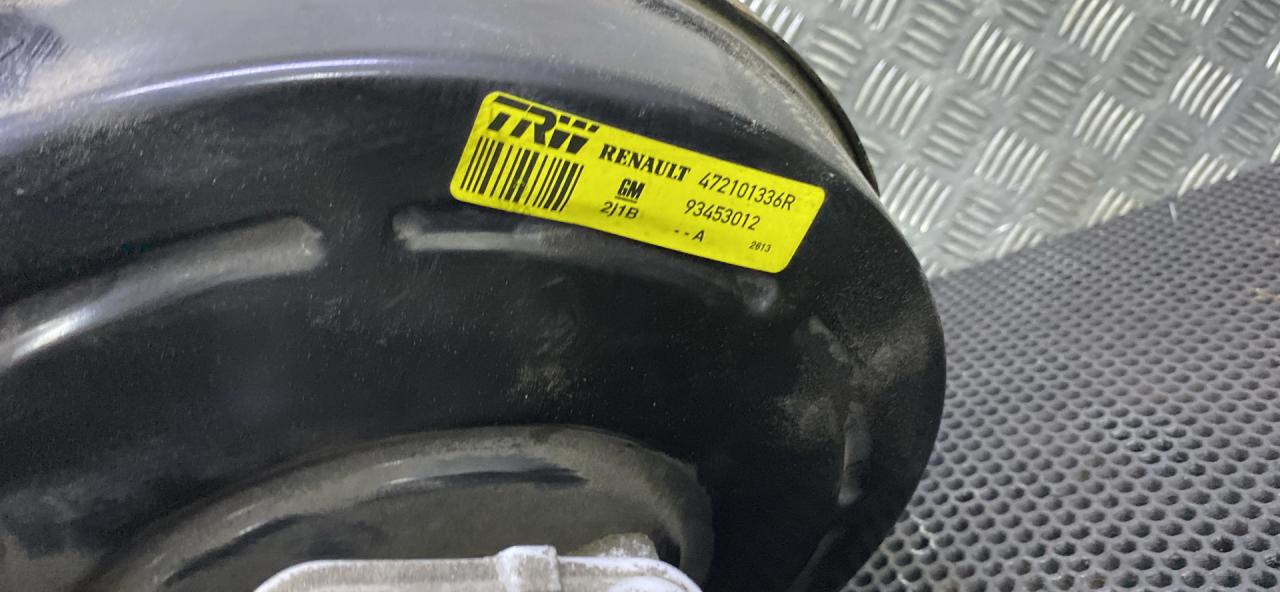 TRW
RENAULT 472101336R
GM 93453012
2J1B
--A
2613